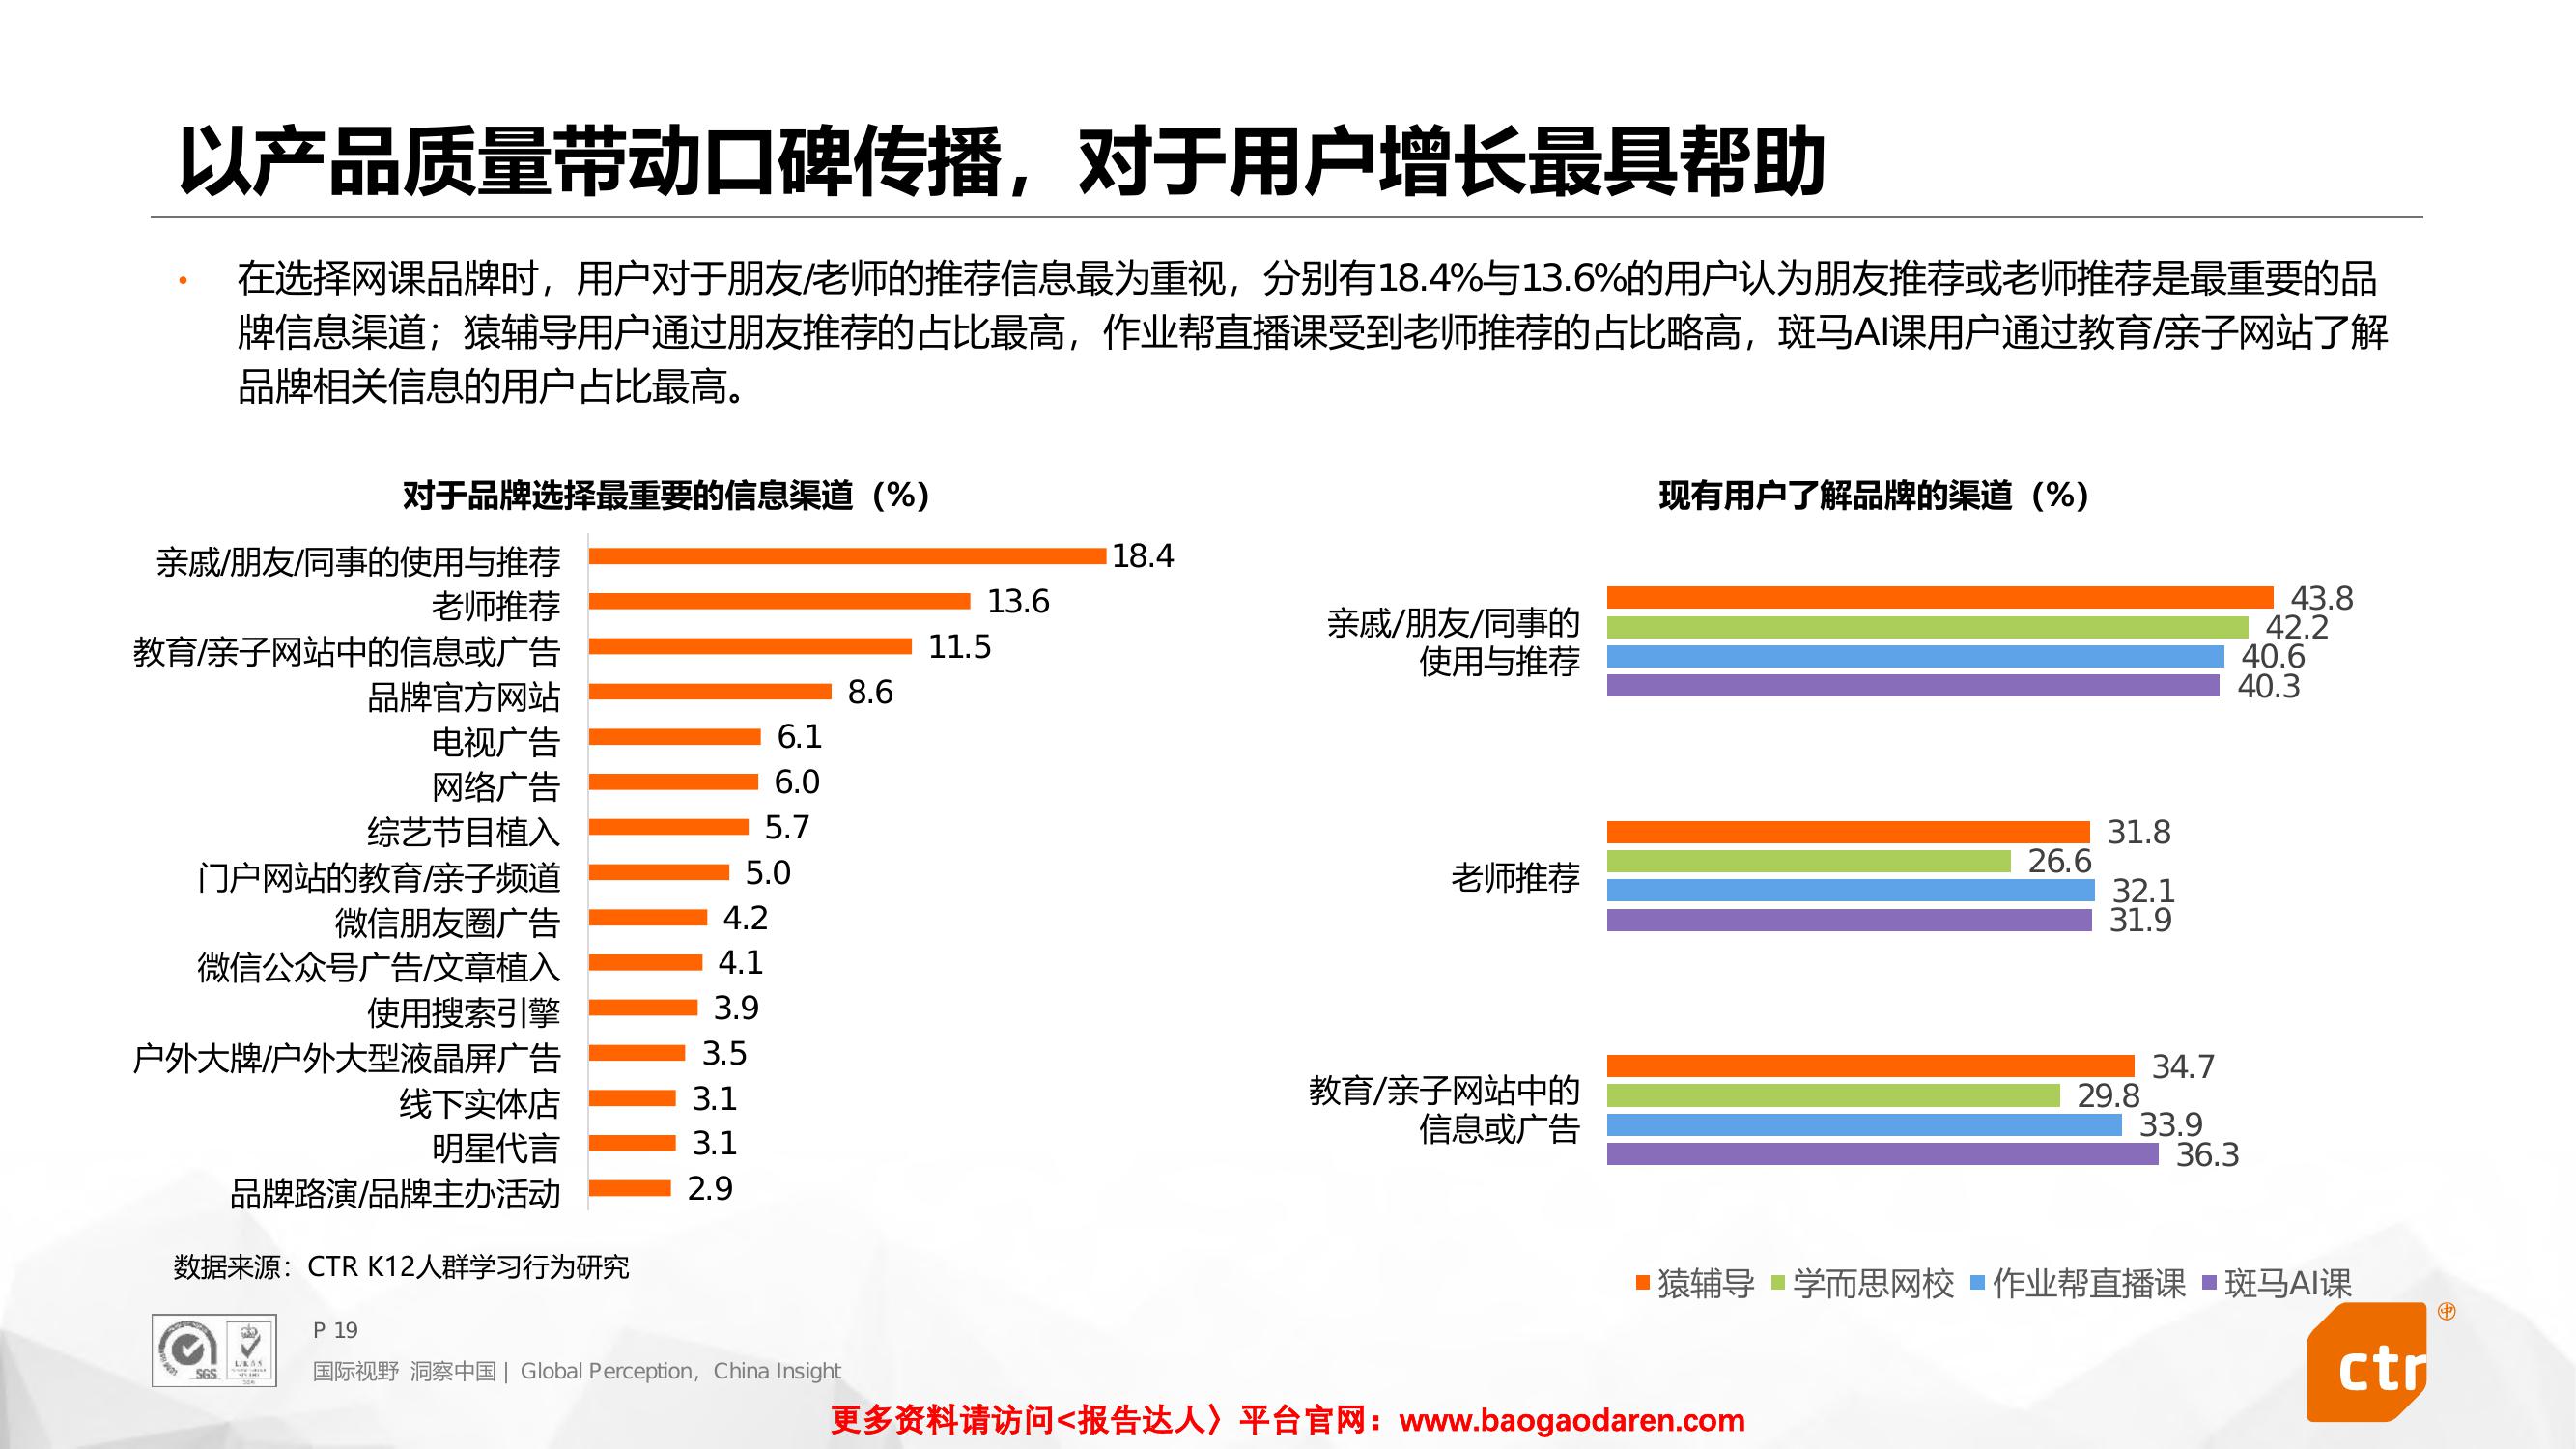 以产品质量带动口碑传播，对于用户增长最具帮助
• 在选择网课品牌时，用户对于朋友/老师的推荐信息最为重视，分别有18.4%与13.6%的用户认为朋友推荐或老师推荐是最重要的品
牌信息渠道；猿辅导用户通过朋友推荐的占比最高，作业帮直播课受到老师推荐的占比略高，斑马AI课用户通过教育/亲子网站了解
品牌相关信息的用户占比最高。
对于品牌选择最重要的信息渠道（%）
亲戚/朋友/同事的使用与推荐 18.4
老师推荐 13.6
教育/亲子网站中的信息或广告 11.5
品牌官方网站 8.6
电视广告 6.1
网络广告 6.0
综艺节目植入 5.7
门户网站的教育/亲子频道 5.0
微信朋友圈广告 4.2
微信公众号广告/文章植入 4.1
使用搜索引擎 3.9
户外大牌/户外大型液晶屏广告 3.5
线下实体店 3.1
明星代言 3.1
品牌路演/品牌主办活动 2.9
现有用户了解品牌的渠道（%）
亲戚/朋友/同事的
使用与推荐
43.8
42.2
40.6
40.3
老师推荐
31.8
26.6
32.1
31.9
教育/亲子网站中的
信息或广告
34.7
29.8
33.9
36.3
猿辅导 学而思网校 作业帮直播课 斑马AI课
数据来源：CTR K12人群学习行为研究
SGS
P 19
国际视野 洞察中国 | Global Perception, China Insight
ctr
更多资料请访问<报告达人〉平台官网：www.baogaodaren.com